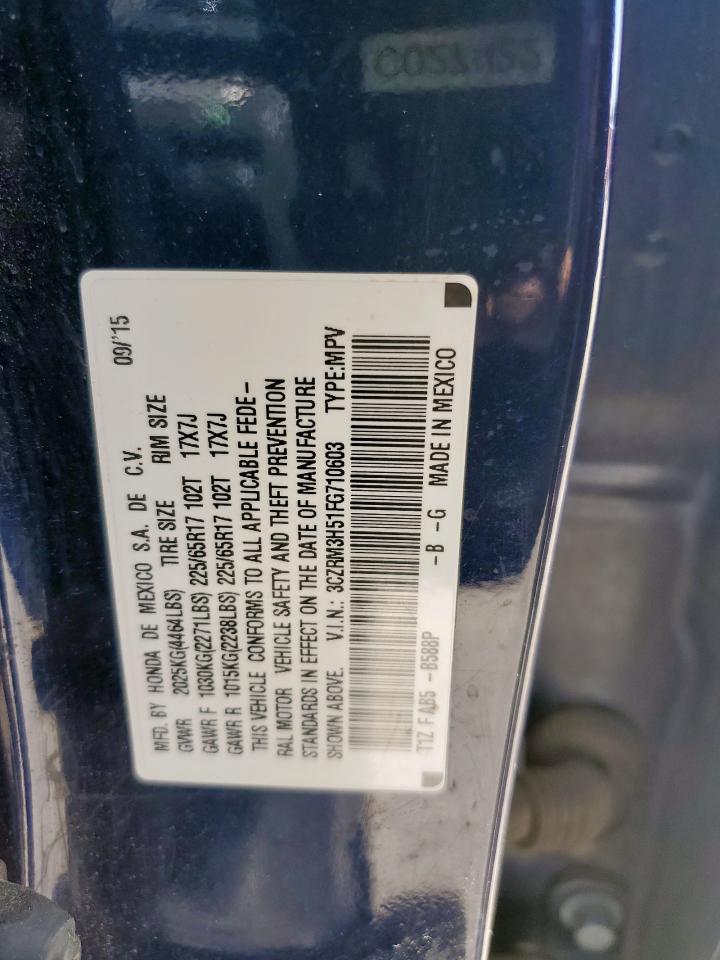 MFD. BY HONDA DE MEXICO S.A. DE C.V. 09/'15
GVWR 2025KG(4464LBS) TIRE SIZE RIM SIZE
GAWR F 1030KG(2271LBS) 225/65R17 102T 17X7J
GAWR R 1015KG(2238LBS) 225/65R17 102T 17X7J
THIS VEHICLE CONFORMS TO ALL APPLICABLE FEDE-
RAL MOTOR VEHICLE SAFETY AND THEFT PREVENTION
STANDARDS IN EFFECT ON THE DATE OF MANUFACTURE
SHOWN ABOVE. V.I.N.: 3CZRM3H51FG710603 TYPE:MPV
T1Z F AB5 -B588P -B -G MADE IN MEXICO